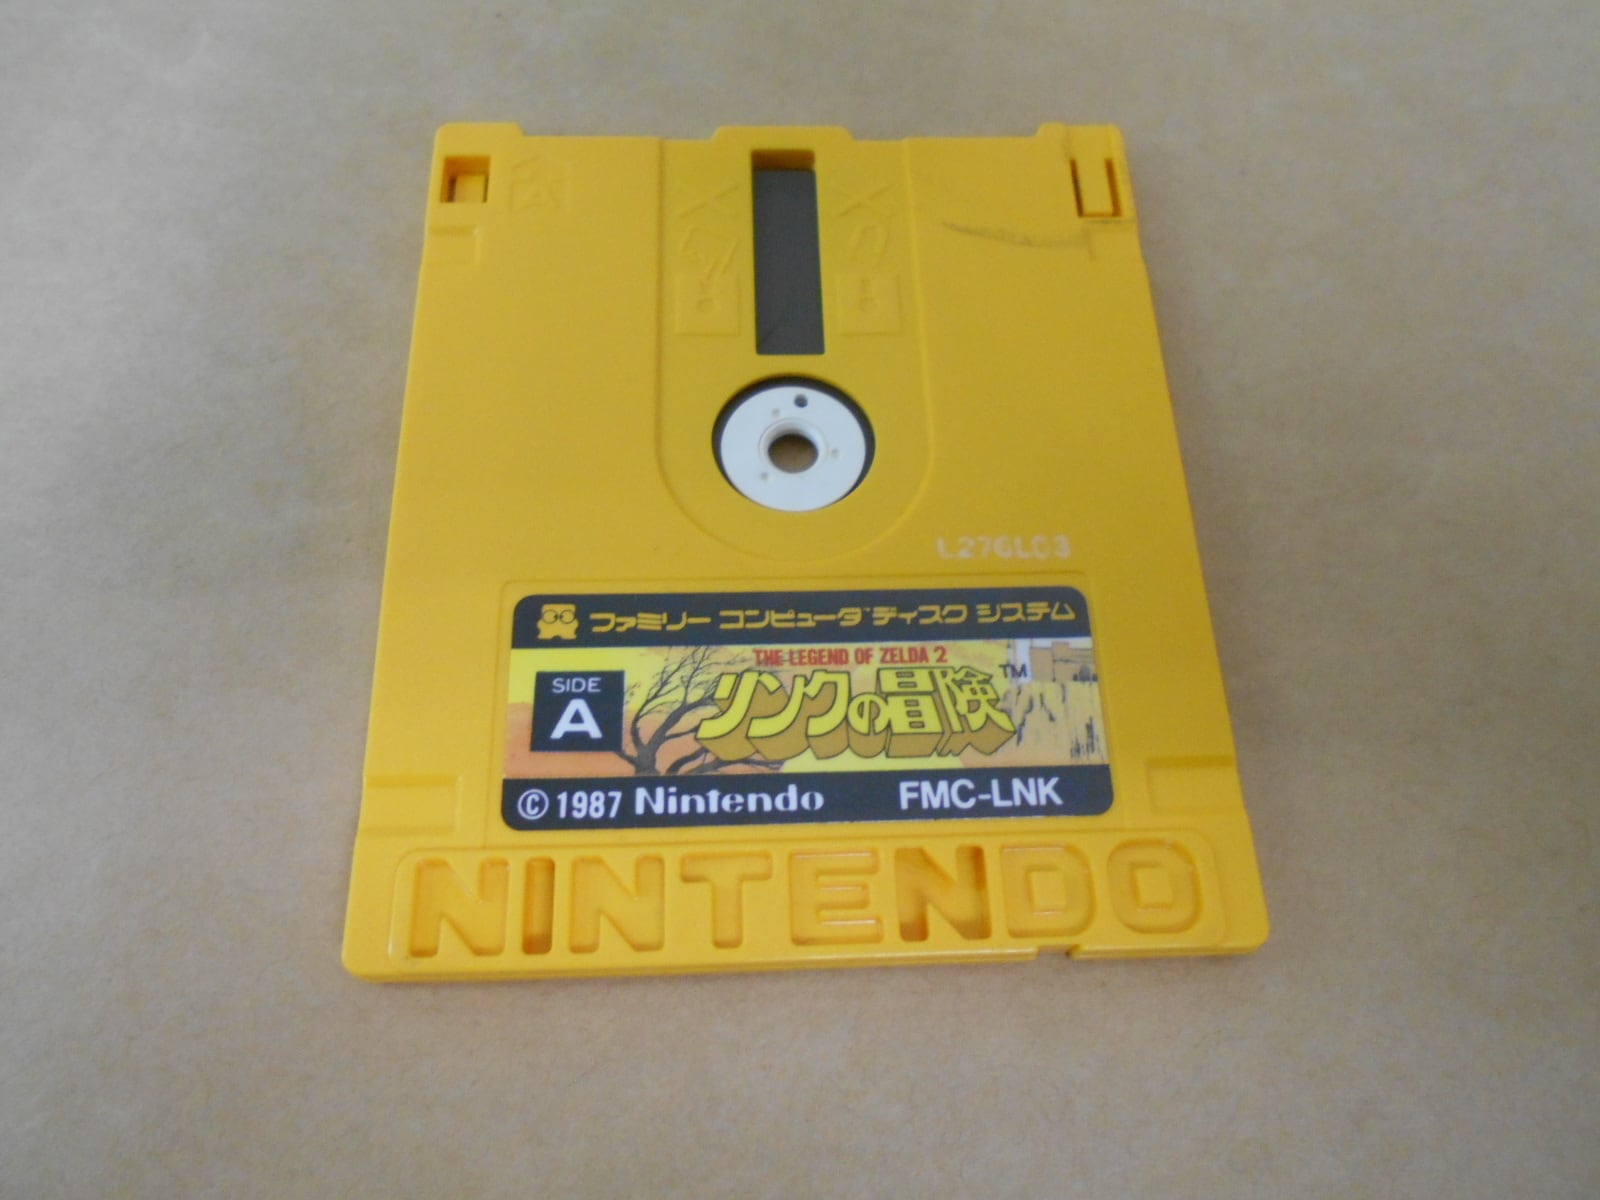 A
L276L03
ファミリー コンピュータ ディスク システム
THE LEGEND OF ZELDA 2
SIDE
A
リンクの冒険 TM
© 1987 Nintendo FMC-LNK
NINTENDO